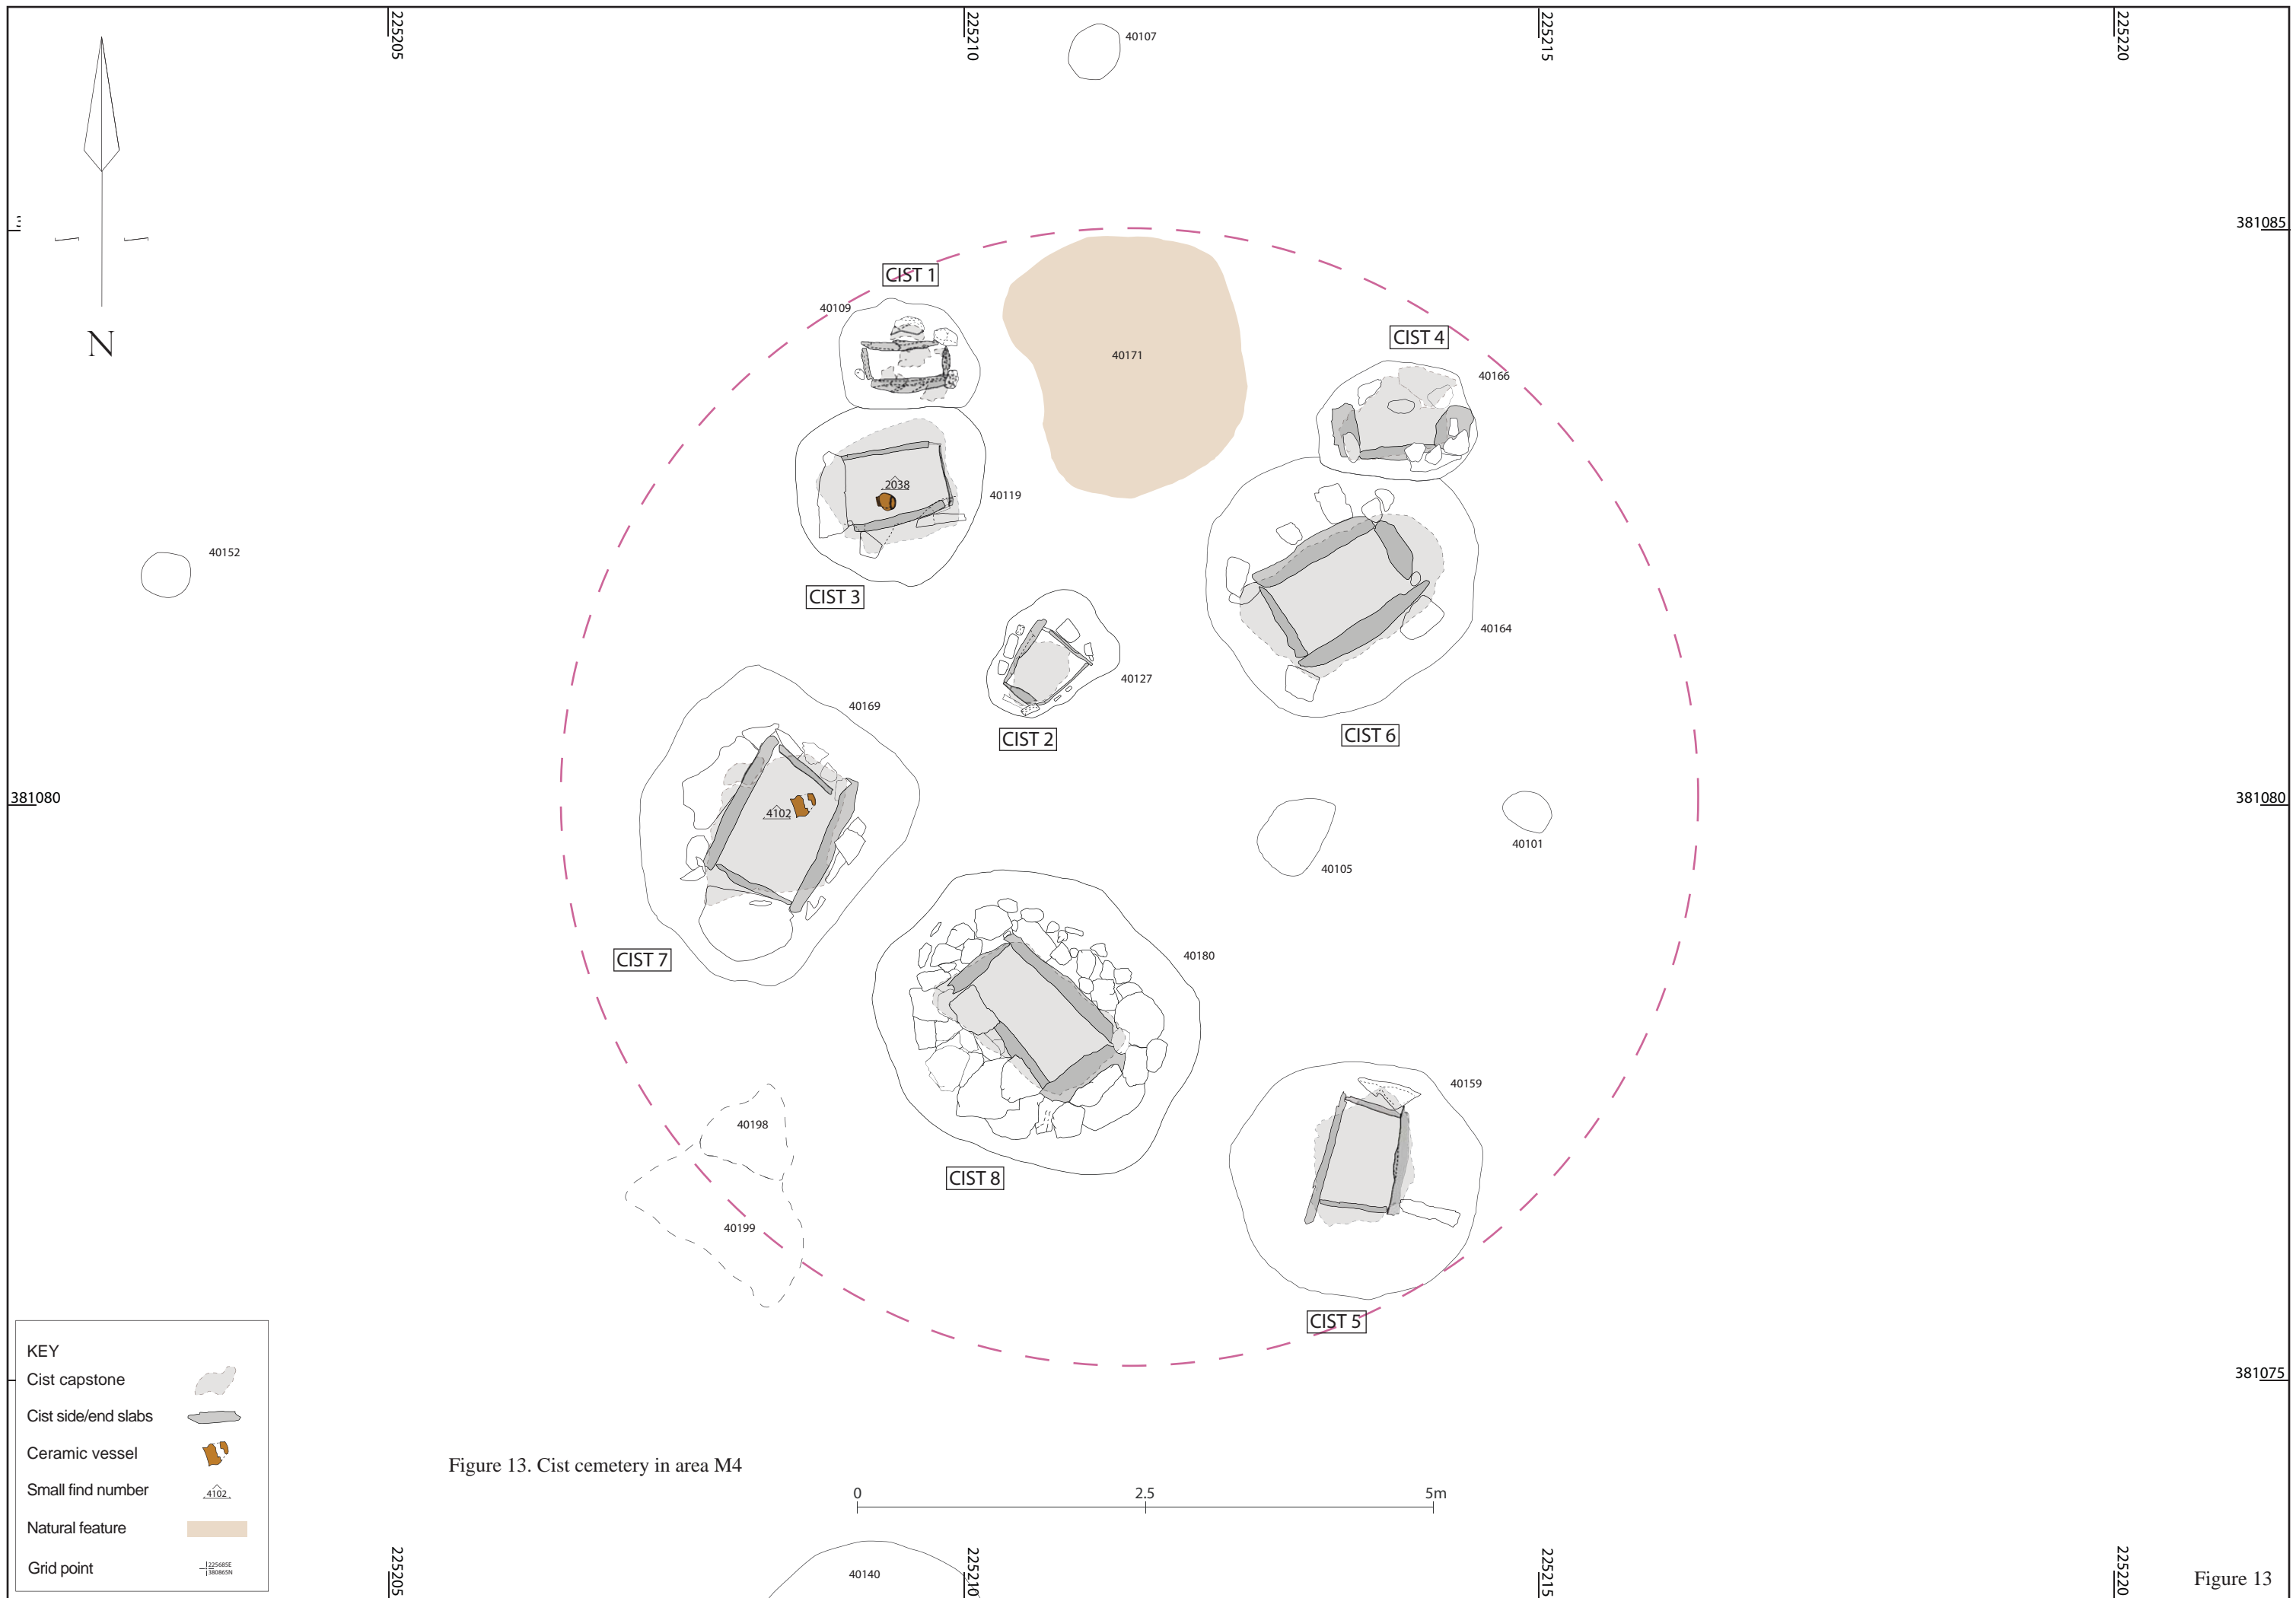 225205
225210
225215
225220
40107
381085
CIST 1
40109
N
40171
CIST 4
40166
2038
40119
40152
CIST 3
40164
40127
40169
CIST 2
CIST 6
381080
4102
381080
40101
40105
CIST 7
40180
40159
40198
CIST 8
40199
CIST 5
KEY
Cist capstone
Cist side/end slabs
Ceramic vessel
Small find number
4102
Natural feature
Grid point
225685E
380865N
381075
Figure 13. Cist cemetery in area M4
0 2.5 5m
40140
225205
225210
225215
225220
Figure 13